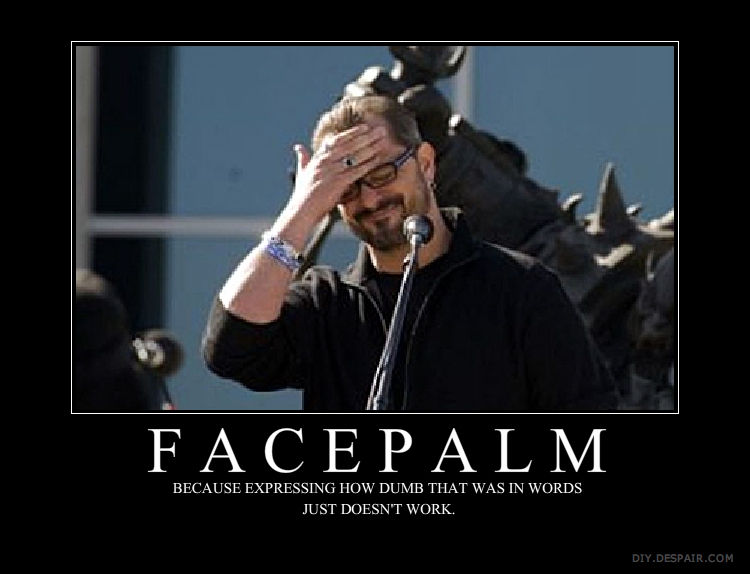 FACEPALM
BECAUSE EXPRESSING HOW DUMB THAT WAS IN WORDS
JUST DOESN'T WORK.
DIY.DESPAIR.COM